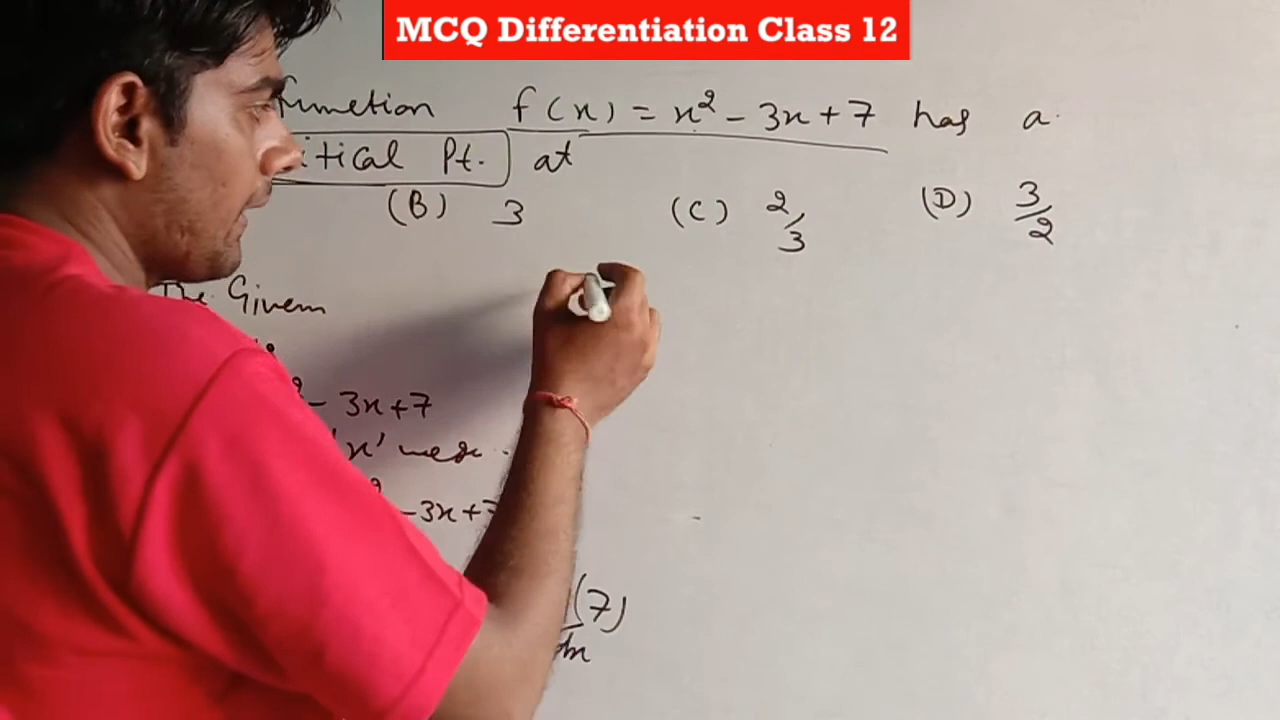 MCQ Differentiation Class 12
function f(x) = x² - 3x + 7 has a
itical Pt. at
(B) 3 (C) 2/3 (D) 3/2
The Given
- 3x + 7
'x' w.r.
- 3x + 7
(7)
dx